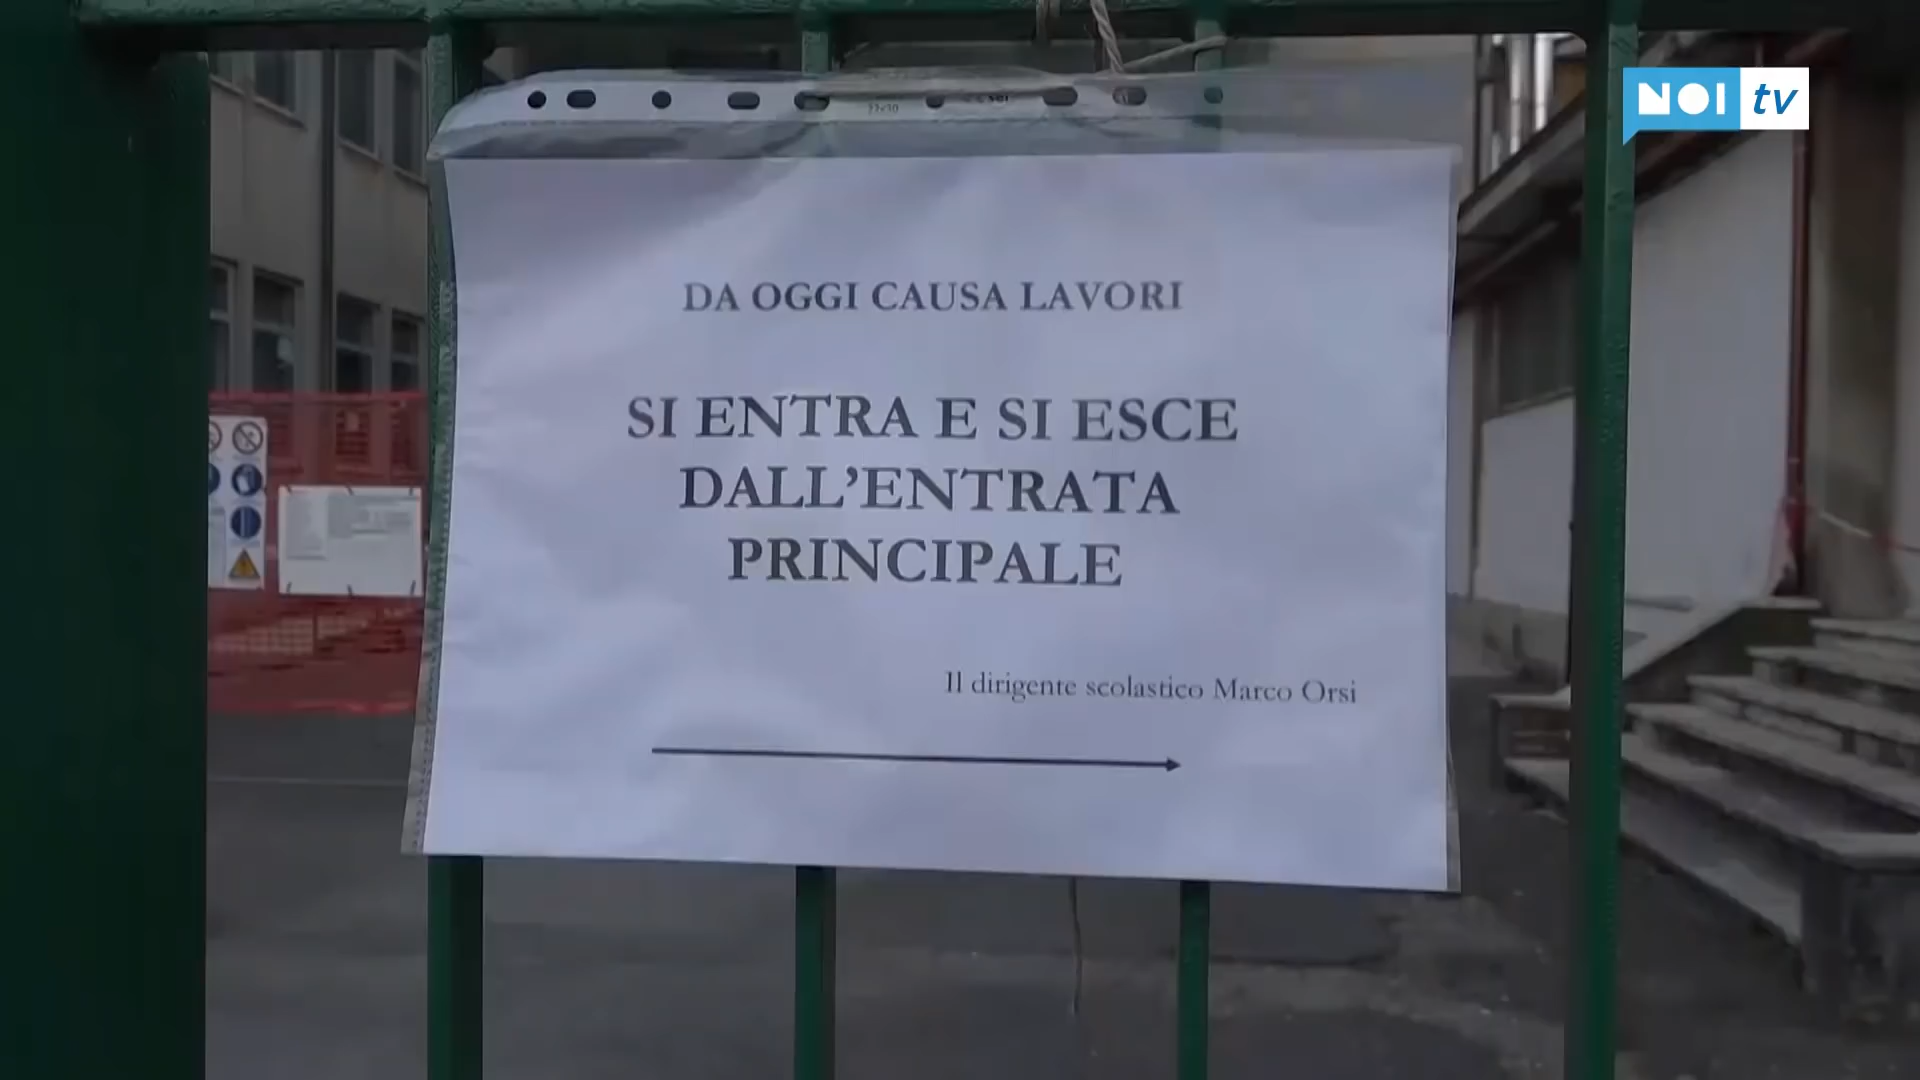 NOI tv
DA OGGI CAUSA LAVORI
SI ENTRA E SI ESCE
DALL'ENTRATA
PRINCIPALE
Il dirigente scolastico Marco Orsi